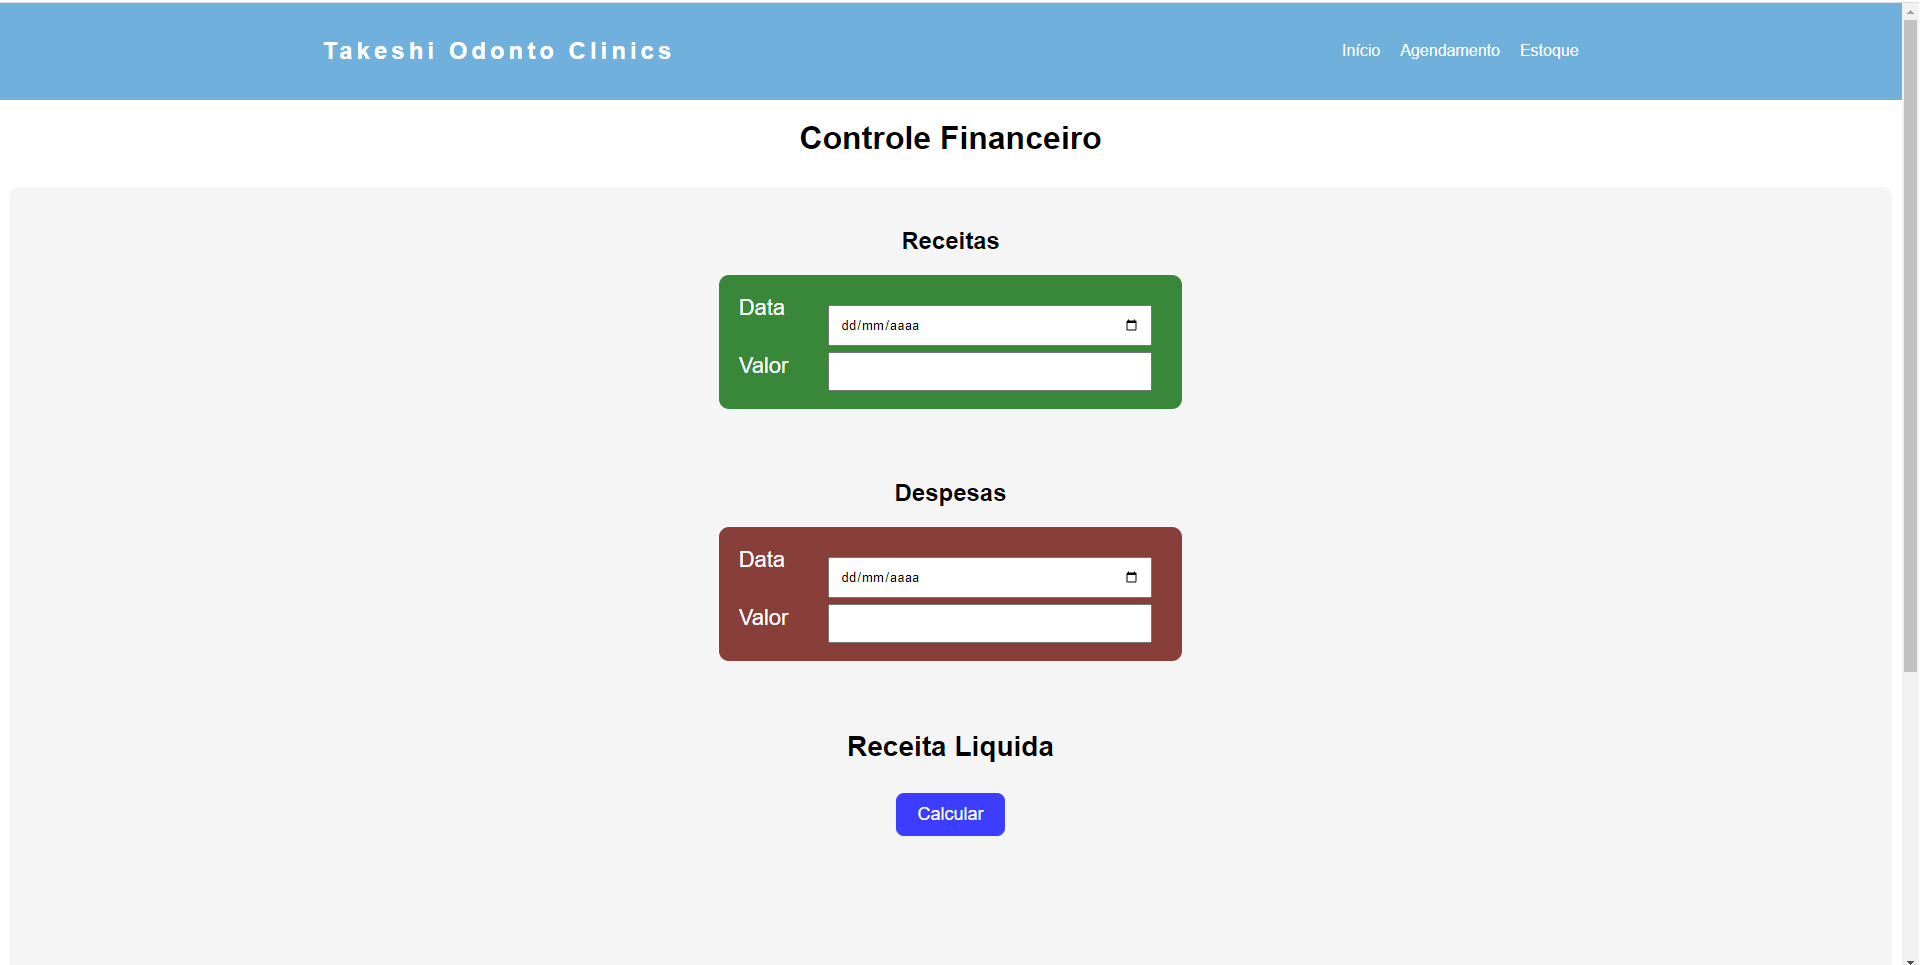 Takeshi Odonto Clinics
Início Agendamento Estoque
Controle Financeiro
Receitas
Data
dd/mm/aaaa
Valor
Despesas
Data
dd/mm/aaaa
Valor
Receita Liquida
Calcular